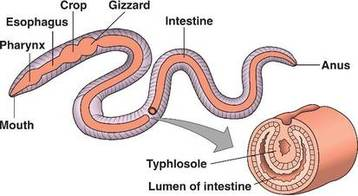 Crop
Gizzard
Esophagus
Intestine
Pharynx
Anus
Mouth
Typhlosole
Lumen of intestine